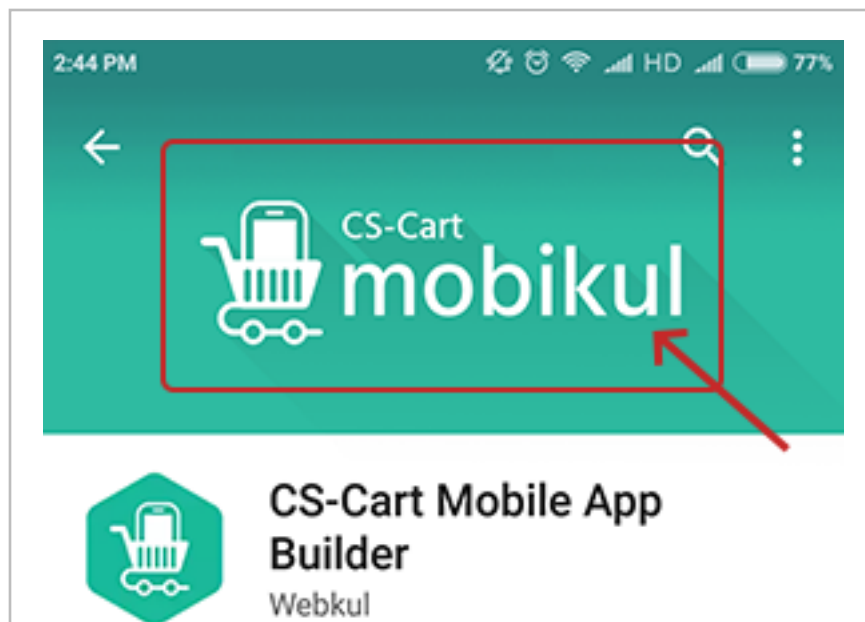 2:44 PM HD 77%
CS-Cart
mobikul
CS-Cart Mobile App
Builder
Webkul